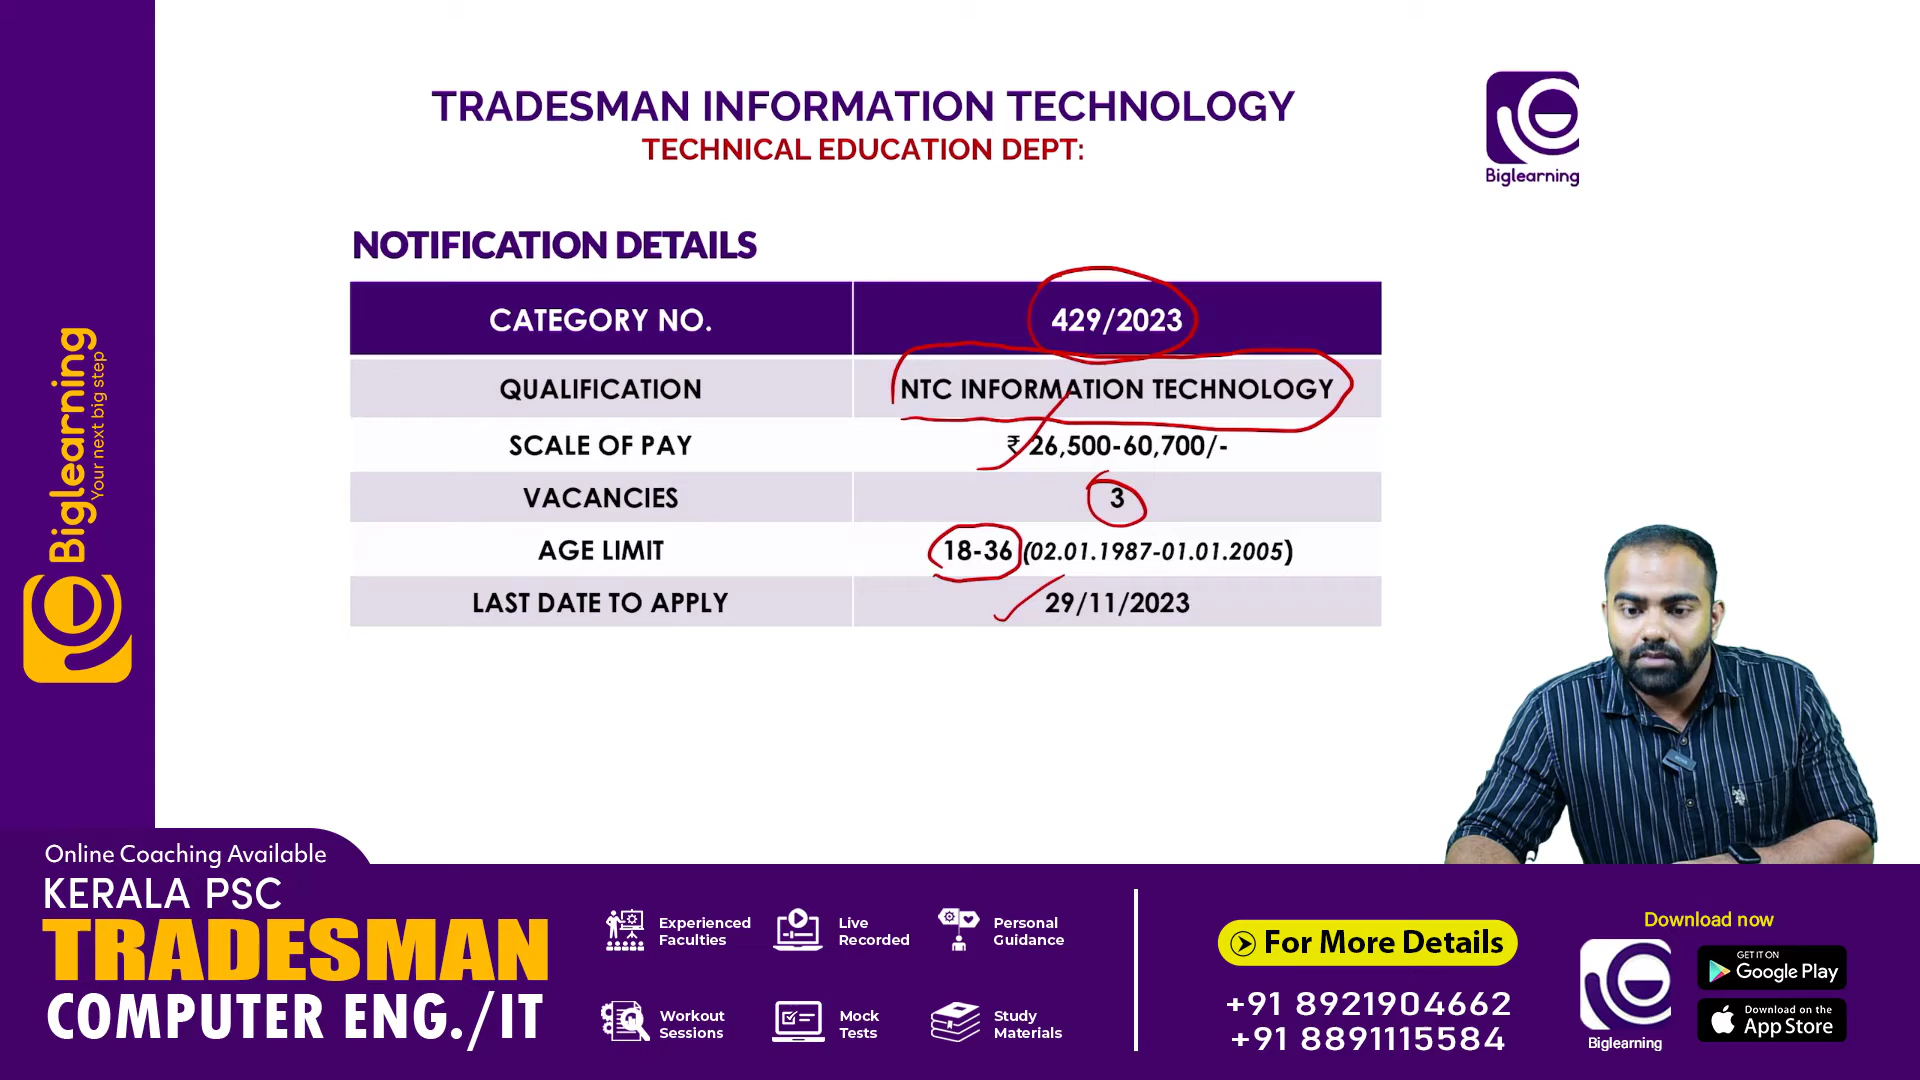 TRADESMAN INFORMATION TECHNOLOGY
TECHNICAL EDUCATION DEPT:
Biglearning
NOTIFICATION DETAILS
CATEGORY NO. 429/2023
QUALIFICATION NTC INFORMATION TECHNOLOGY
SCALE OF PAY ₹ 26,500-60,700/-
VACANCIES 3
AGE LIMIT 18-36 (02.01.1987-01.01.2005)
LAST DATE TO APPLY 29/11/2023
Biglearning
Your next big step
Online Coaching Available
KERALA PSC
TRADESMAN
COMPUTER ENG./IT
Experienced
Faculties
Live
Recorded
Personal
Guidance
Workout
Sessions
Mock
Tests
Study
Materials
For More Details
+91 8921904662
+91 8891115584
Download now
Biglearning
GET IT ON
Google Play
Download on the
App Store